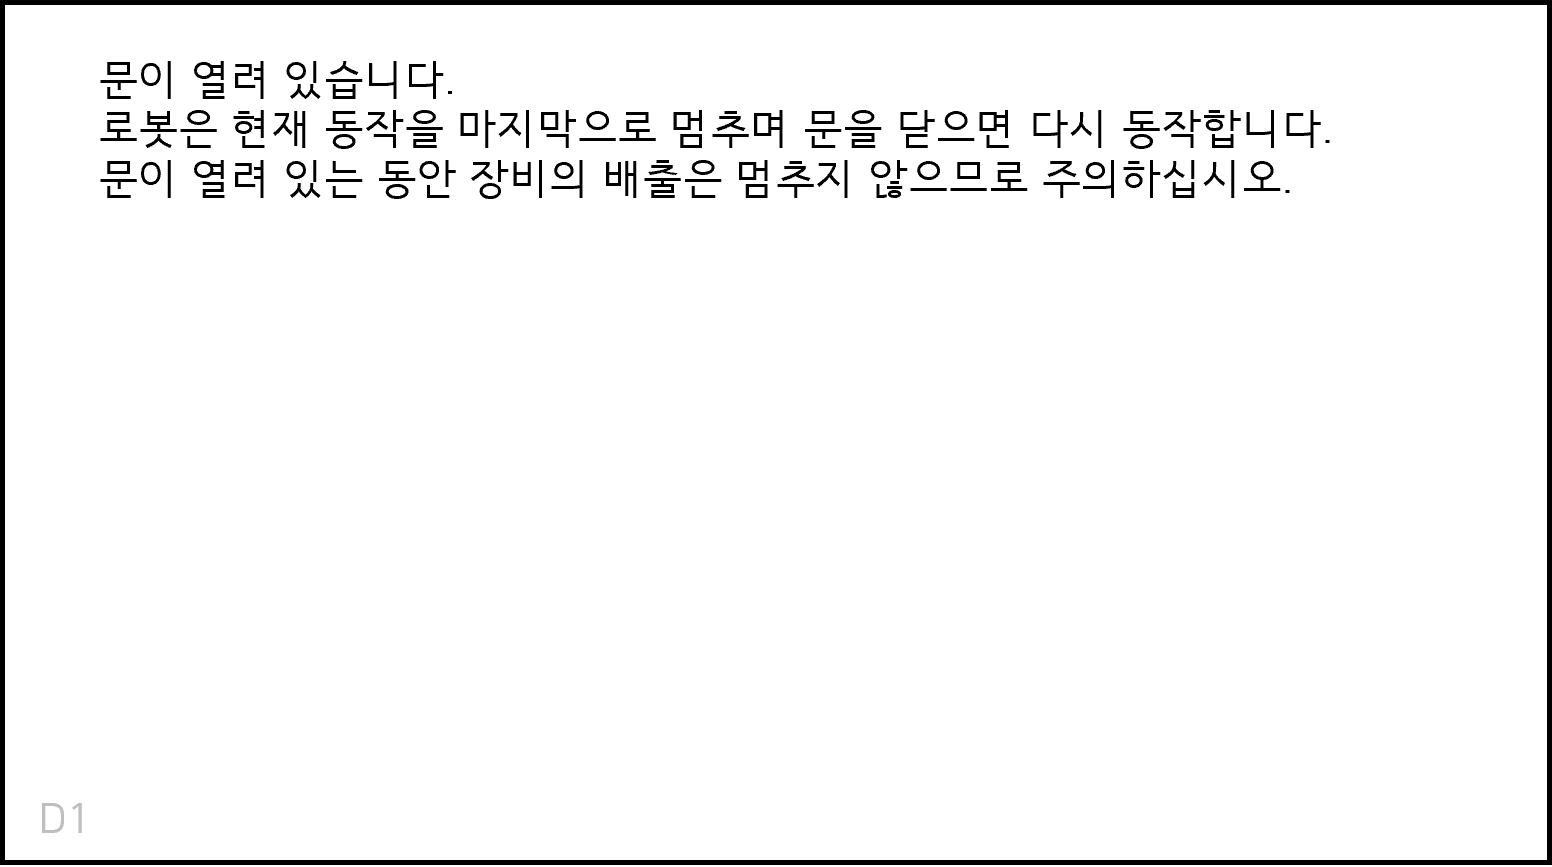 문이 열려 있습니다.
로봇은 현재 동작을 마지막으로 멈추며 문을 닫으면 다시 동작합니다.
문이 열려 있는 동안 장비의 배출은 멈추지 않으므로 주의하십시오.
D1